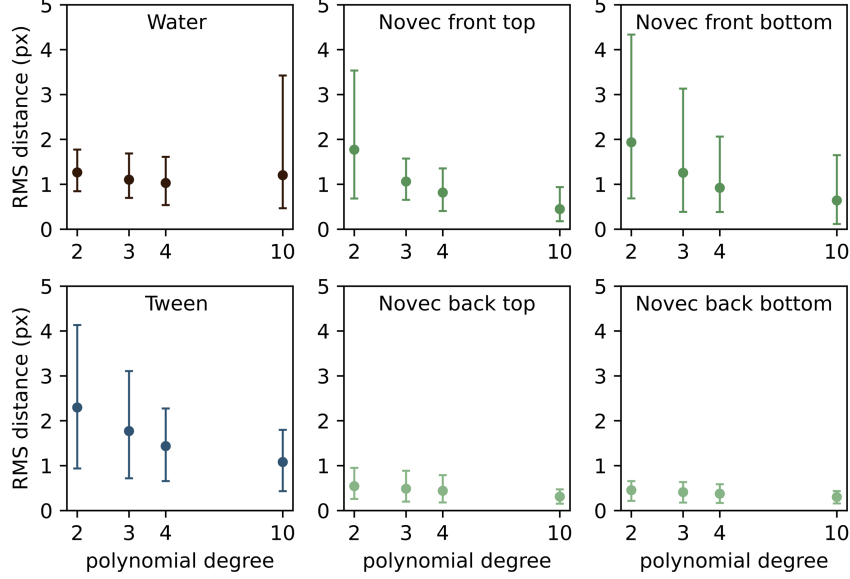 Water
RMS distance (px)
5
4
3
2
1
0
2 3 4 10
Novec front top
5
4
3
2
1
0
2 3 4 10
Novec front bottom
5
4
3
2
1
0
2 3 4 10
Tween
RMS distance (px)
5
4
3
2
1
0
2 3 4 10
polynomial degree
Novec back top
5
4
3
2
1
0
2 3 4 10
polynomial degree
Novec back bottom
5
4
3
2
1
0
2 3 4 10
polynomial degree